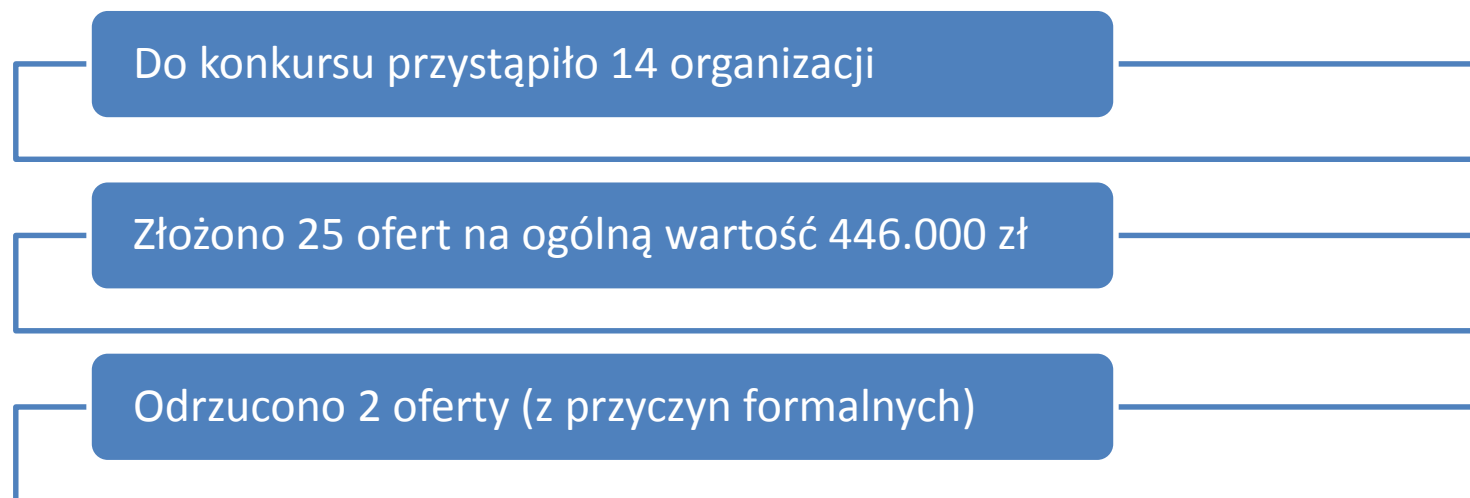 Do konkursu przystąpiło 14 organizacji
Złożono 25 ofert na ogólną wartość 446.000 zł
Odrzucono 2 oferty (z przyczyn formalnych)